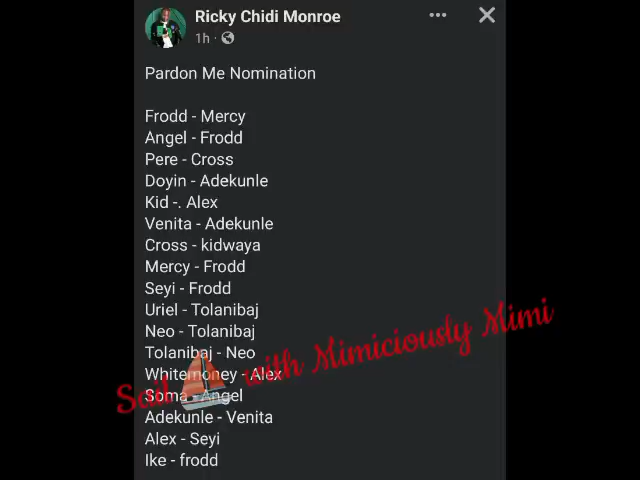 Ricky Chidi Monroe
1h
Pardon Me Nomination
Frodd - Mercy
Angel - Frodd
Pere - Cross
Doyin - Adekunle
Kid -. Alex
Venita - Adekunle
Cross - kidwaya
Mercy - Frodd
Seyi - Frodd
Uriel - Tolanibaj
Neo - Tolanibaj
Tolanibaj - Neo
Whitemoney - Alex
Soma - Angel
Adekunle - Venita
Alex - Seyi
Ike - frodd
Sail with Mimiciously Mimi